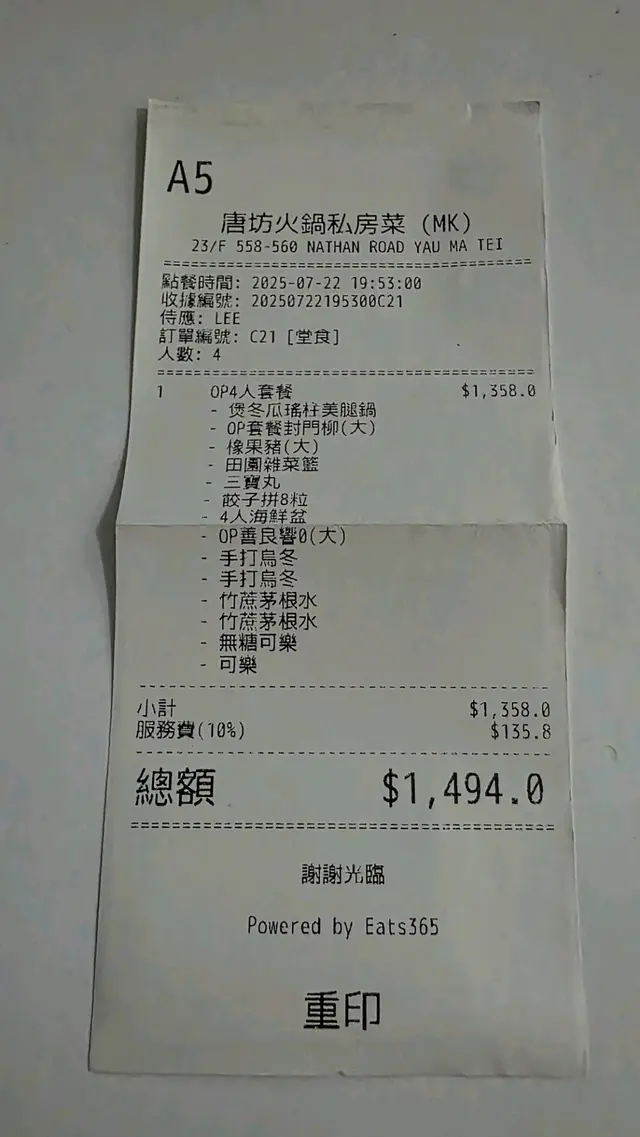 A5
唐坊火鍋私房菜 (MK)
23/F 558-560 NATHAN ROAD YAU MA TEI
點餐時間: 2025-07-22 19:53:00
收據編號: 20250722195300C21
侍應: LEE
訂單編號: C21 [堂食]
人數: 4
1 OP4人套餐 $1,358.0
- 煲冬瓜瑤柱美腿鍋
- OP套餐封門柳(大)
- 橡果豬(大)
- 田園雜菜籃
- 三寶丸
- 餃子拼8粒
- 4人海鮮盆
- OP善良響0(大)
- 手打烏冬
- 手打烏冬
- 竹蔗茅根水
- 竹蔗茅根水
- 無糖可樂
- 可樂
小計 $1,358.0
服務費(10%) $135.8
總額 $1,494.0
謝謝光臨
Powered by Eats365
重印